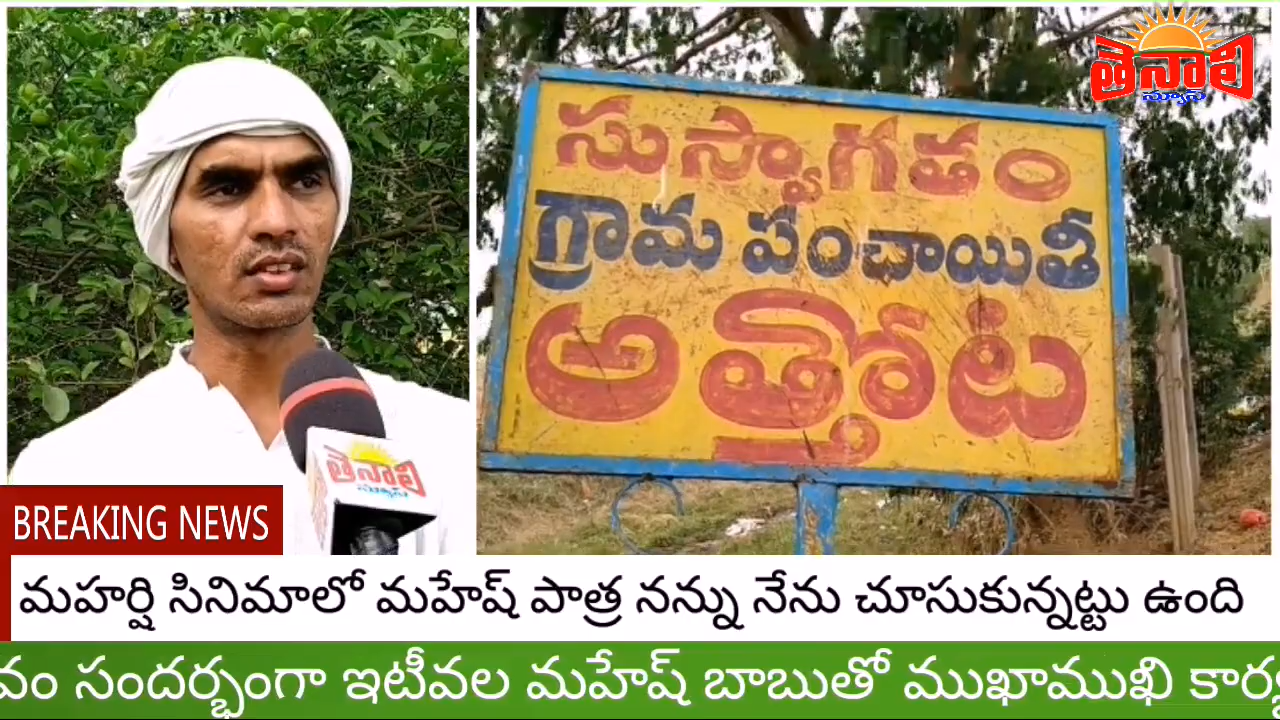 తెనాలి
న్యూస్
సుస్వాగతం
గ్రామ పంచాయితీ
అత్తోట
తెనాలి
న్యూస్
BREAKING NEWS
మహర్షి సినిమాలో మహేష్ పాత్ర నన్ను నేను చూసుకున్నట్టు ఉంది
సందర్భంగా ఇటీవల మహేష్ బాబుతో ముఖాముఖి